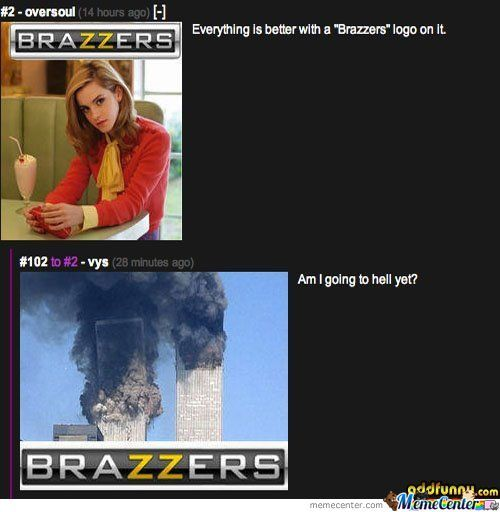 #2 - oversoul (14 hours ago) [-]
BRAZZERS
Everything is better with a "Brazzers" logo on it.
#102 to #2 - vys (28 minutes ago)
Am I going to hell yet?
BRAZZERS
oddfunny.com
memecenter.com MemeCenter